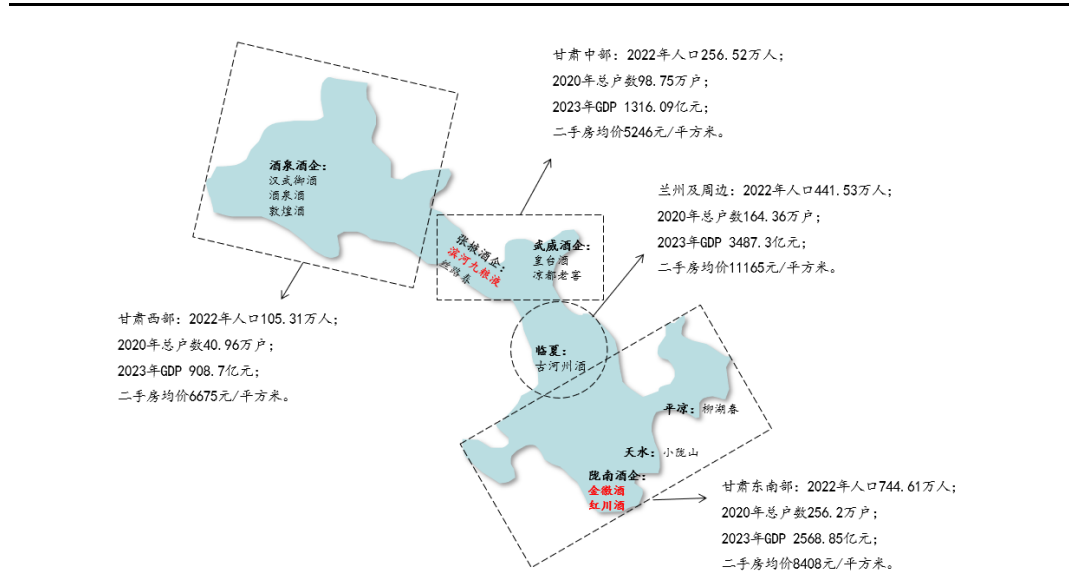 甘肃中部：2022年人口256.52万人；
2020年总户数98.75万户；
2023年GDP 1316.09亿元；
二手房均价5246元/平方米。
酒泉酒企：
汉武御酒
酒泉酒
敦煌酒
兰州及周边：2022年人口441.53万人；
2020年总户数164.36万户；
2023年GDP 3487.3亿元；
二手房均价11165元/平方米。
张掖酒企：
滨河九粮液
丝路春
武威酒企：
皇台酒
凉都老窖
甘肃西部：2022年人口105.31万人；
2020年总户数40.96万户；
2023年GDP 908.7亿元；
二手房均价6675元/平方米。
临夏：
古河州酒
平凉：柳湖春
天水：小陇山
陇南酒企：
金徽酒
红川酒
甘肃东南部：2022年人口744.61万人；
2020年总户数256.2万户；
2023年GDP 2568.85亿元；
二手房均价8408元/平方米。